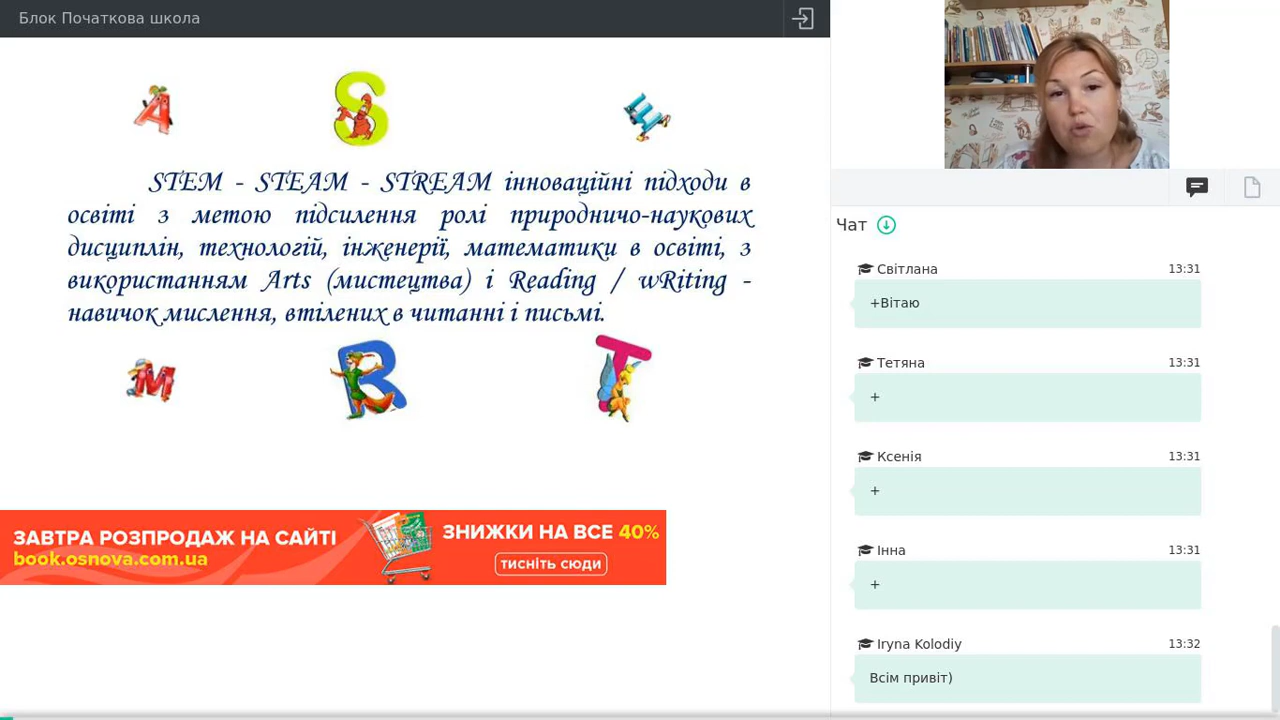 Блок Початкова школа
А S Ц
STEM - STEAM - STREAM інноваційні підходи в
освіті з метою підсилення ролі природничо-наукових
дисциплін, технологій, інженерії, математики в освіті, з
використанням Arts (мистецтва) і Reading / wRiting -
навичок мислення, втілених в читанні і письмі.
М R T
ЗАВТРА РОЗПРОДАЖ НА САЙТІ
book.osnova.com.ua
ЗНИЖКИ НА ВСЕ 40%
тисніть сюди
Чат
Світлана 13:31
+Вітаю
Тетяна 13:31
+
Ксенія 13:31
+
Інна 13:31
+
Iryna Kolodiy 13:32
Всім привіт)